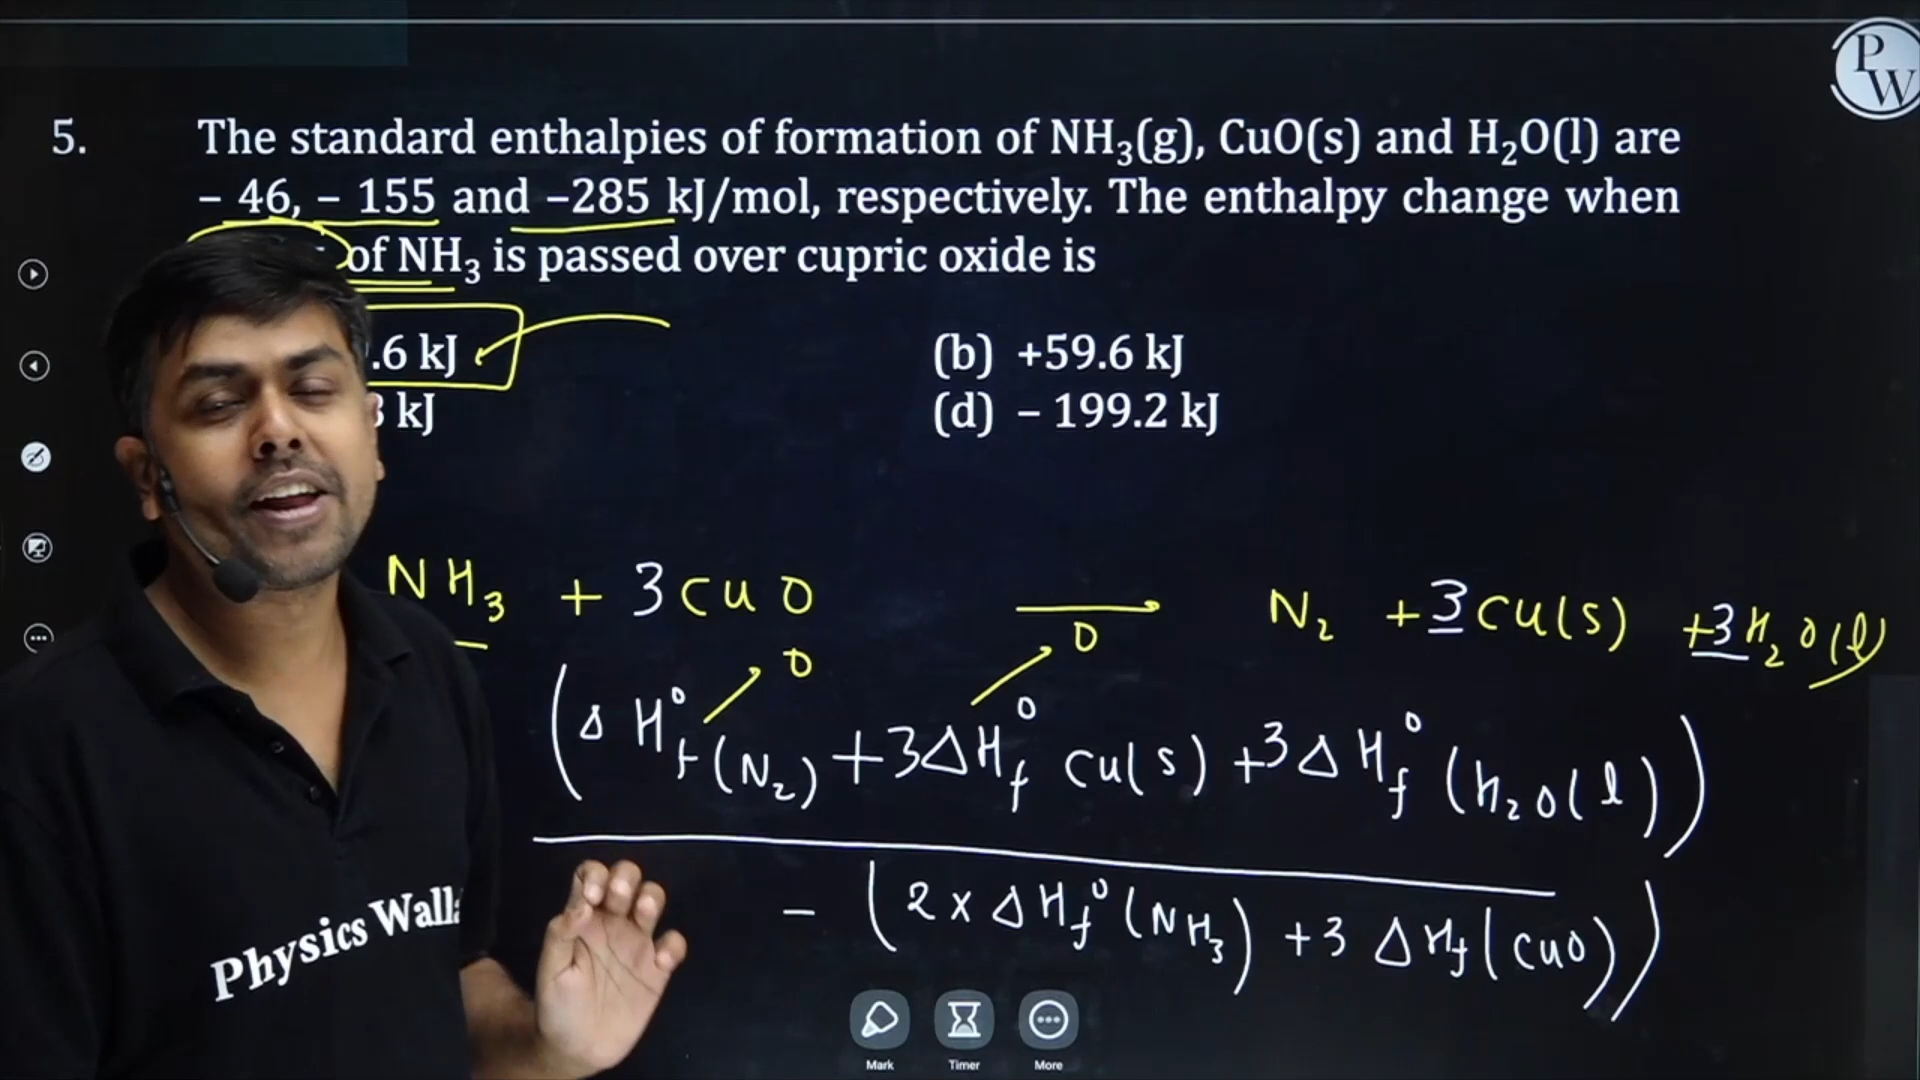 PW
5. The standard enthalpies of formation of NH₃(g), CuO(s) and H₂O(l) are
– 46, – 155 and –285 kJ/mol, respectively. The enthalpy change when
of NH₃ is passed over cupric oxide is
.6 kJ (b) +59.6 kJ
kJ (d) – 199.2 kJ
NH₃ + 3CuO → N₂ + 3Cu(s) + 3H₂O(l)
0 0
(ΔH°f(N₂) + 3ΔH°f Cu(s) + 3ΔH°f (H₂O(l))
– (2 × ΔH°f (NH₃) + 3 ΔHf (CuO))
Physics Wall
Mark Timer More